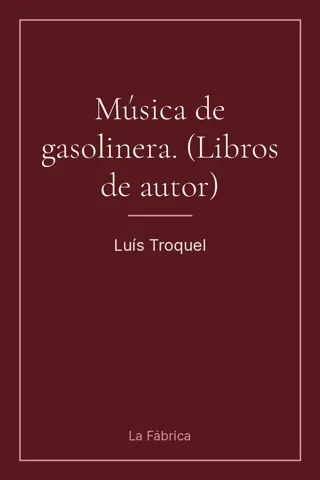 Música de
gasolinera. (Libros
de autor)
Luís Troquel
La Fábrica